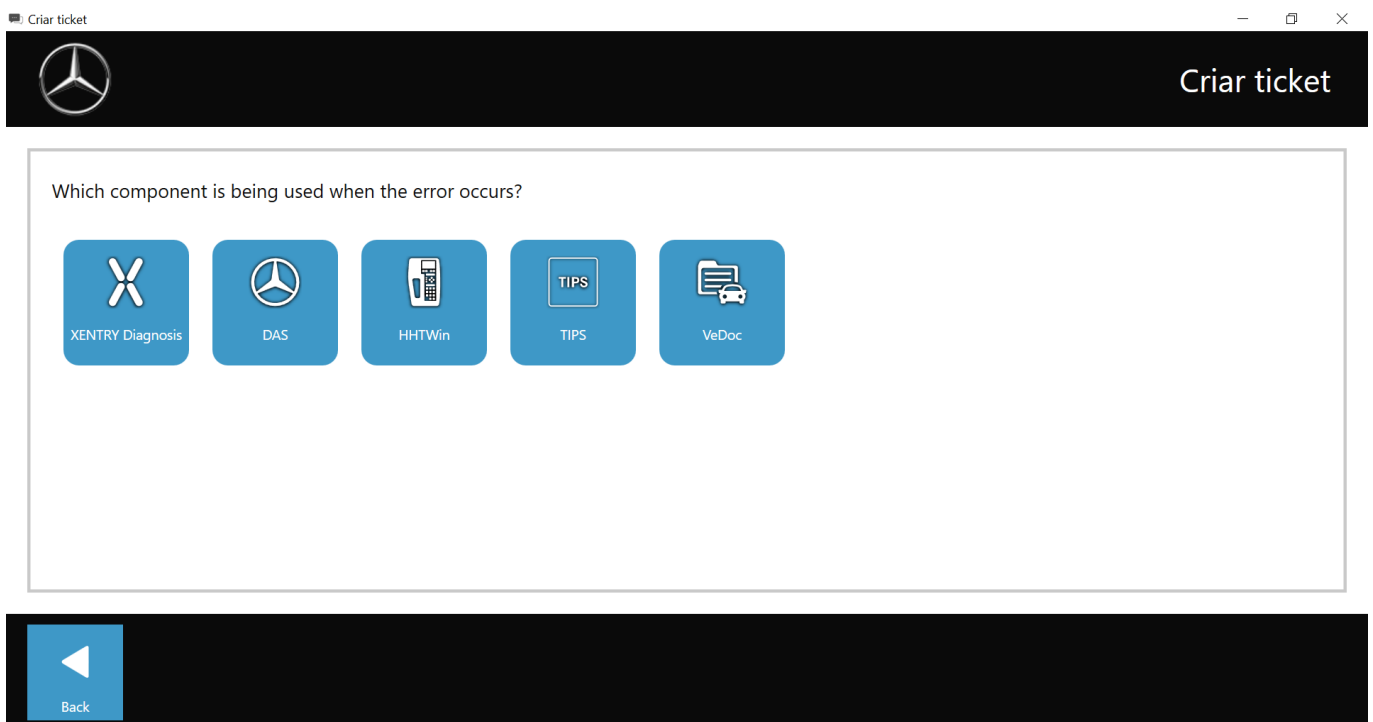 Criar ticket
Criar ticket
Which component is being used when the error occurs?
TIPS
XENTRY Diagnosis
DAS
HHTWin
TIPS
VeDoc
Back